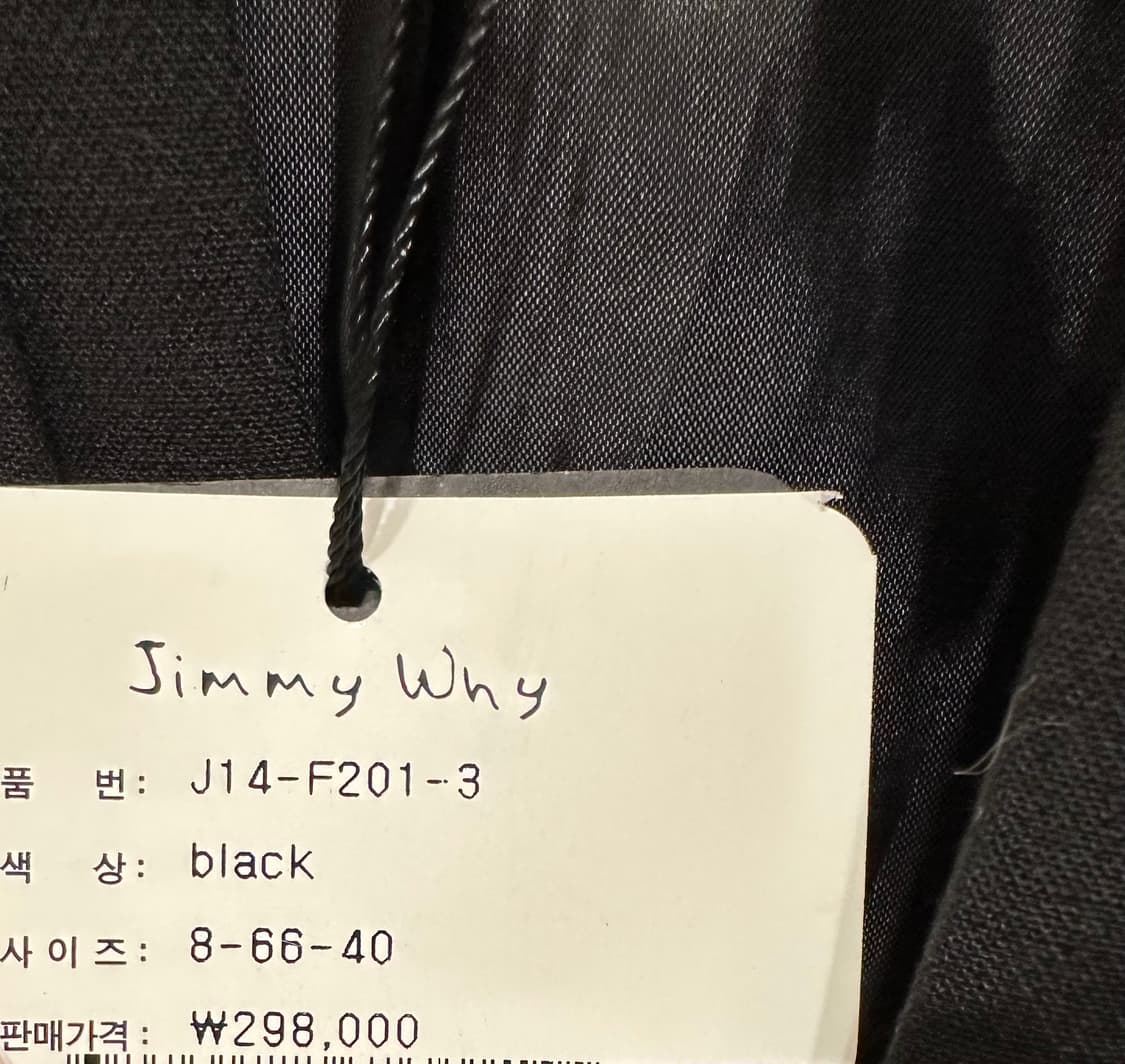 Jimmy Why
품 번: J14-F201-3
색 상: black
사이즈: 8-66-40
판매가격: ₩298,000